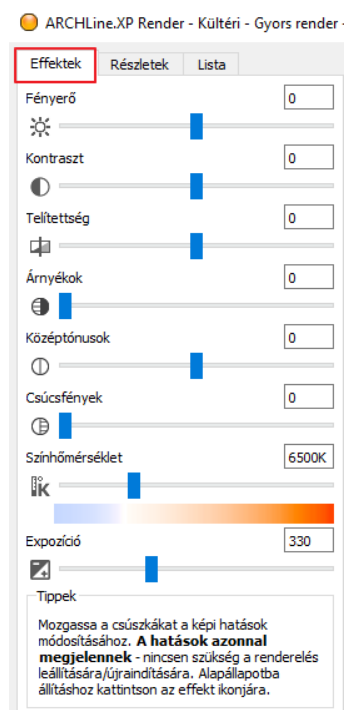 ARCHLine.XP Render - Kültéri - Gyors render -
Effektek Részletek Lista
Fényerő 0
Kontraszt 0
Telítettség 0
Árnyékok 0
Középtónusok 0
Csúcsfények 0
Színhőmérséklet 6500K
K
Expozíció 330
Tippek
Mozgassa a csúszkákat a képi hatások
módosításához. A hatások azonnal
megjelennek - nincsen szükség a renderelés
leállítására/újraindítására. Alapállapotba
állításhoz kattintson az effekt ikonjára.